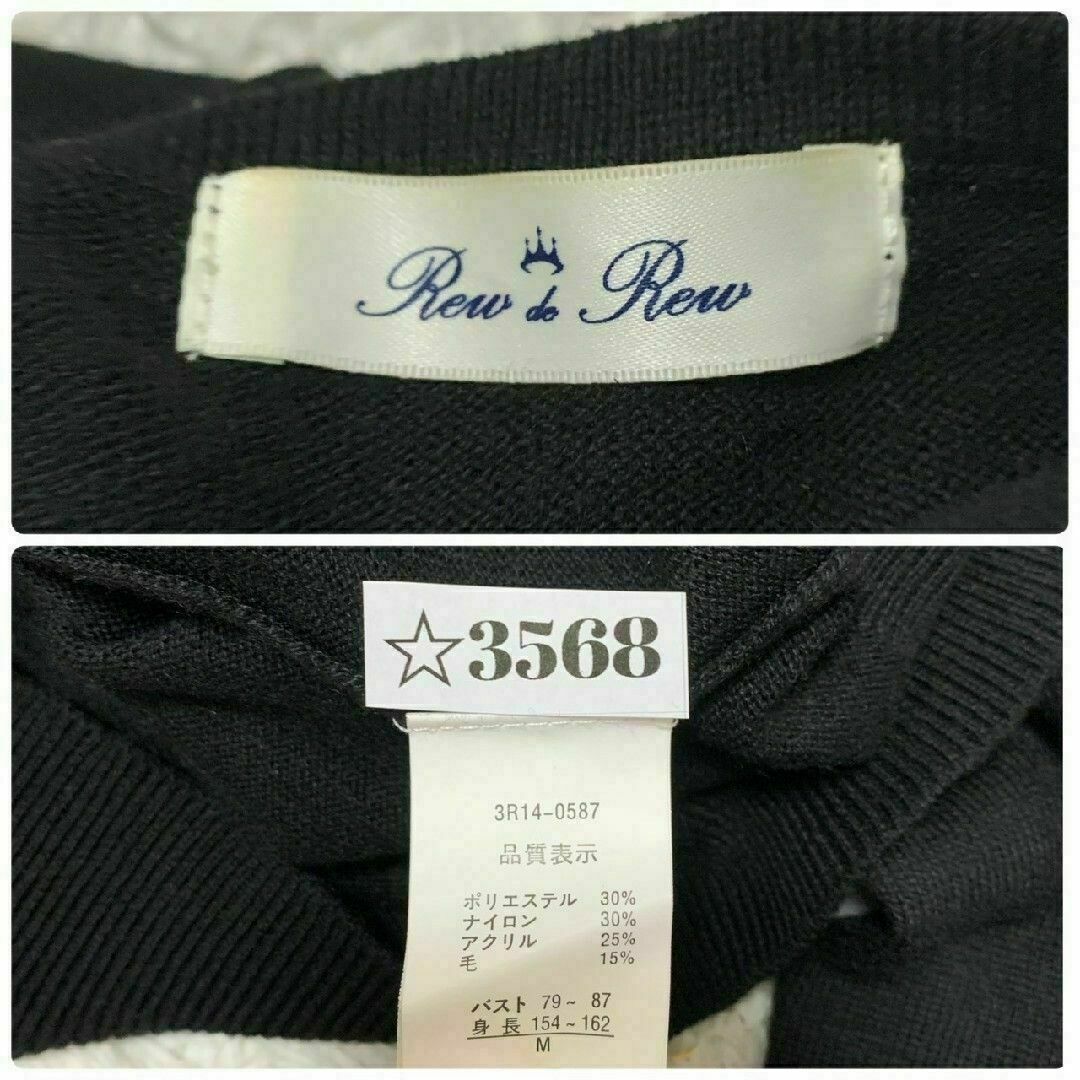 Rew de Rew
☆3568
3R14-0587
品質表示
ポリエステル 30%
ナイロン 30%
アクリル 25%
毛 15%
バスト 79~ 87
身長 154~162
M